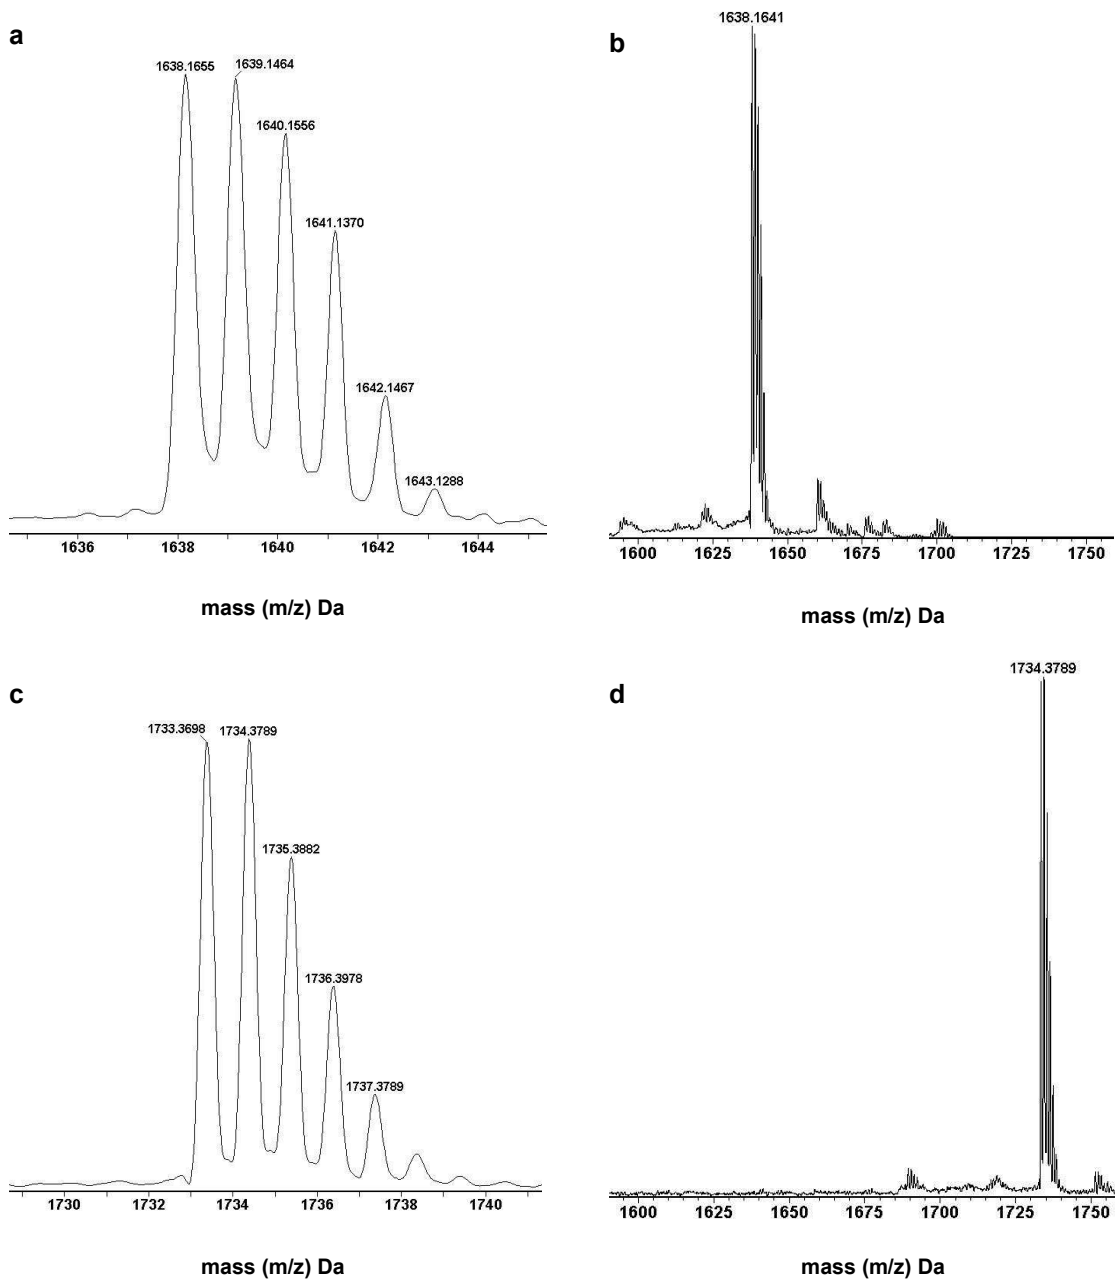 a
1638.1655
1639.1464
1640.1556
1641.1370
1642.1467
1643.1288
1636 1638 1640 1642 1644
mass (m/z) Da
b
1638.1641
1600 1625 1650 1675 1700 1725 1750
mass (m/z) Da
c
1733.3698 1734.3789
1735.3882
1736.3978
1737.3789
1730 1732 1734 1736 1738 1740
mass (m/z) Da
d
1734.3789
1600 1625 1650 1675 1700 1725 1750
mass (m/z) Da